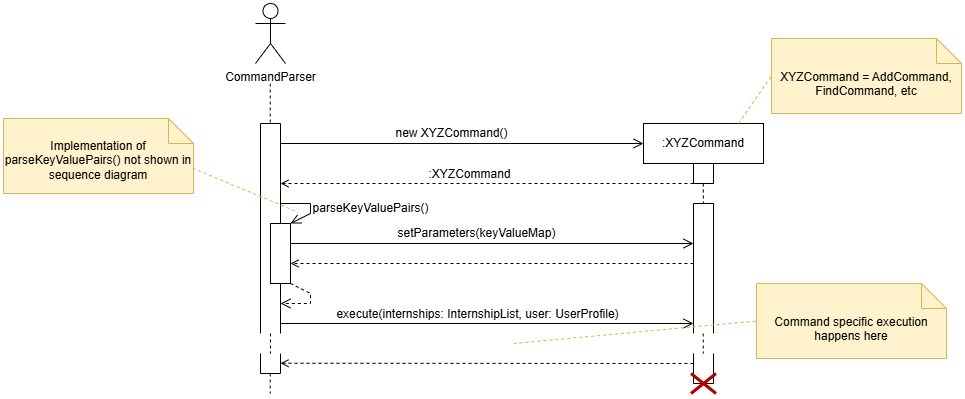 CommandParser
XYZCommand = AddCommand,
FindCommand, etc
new XYZCommand()
:XYZCommand
Implementation of
parseKeyValuePairs() not shown in
sequence diagram
:XYZCommand
parseKeyValuePairs()
setParameters(keyValueMap)
execute(internships: InternshipList, user: UserProfile)
Command specific execution
happens here